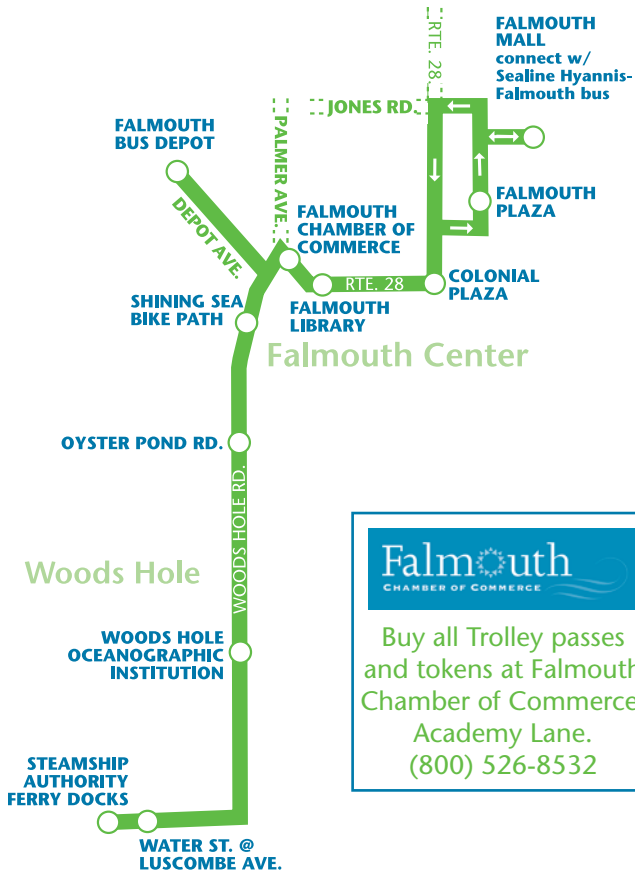 FALMOUTH
MALL
connect w/
Sealine Hyannis-
Falmouth bus
RTE. 28
JONES RD.
PALMER AVE.
FALMOUTH
BUS DEPOT
DEPOT AVE.
FALMOUTH
CHAMBER OF
COMMERCE
FALMOUTH
PLAZA
RTE. 28
COLONIAL
PLAZA
SHINING SEA
BIKE PATH
FALMOUTH
LIBRARY
Falmouth Center
OYSTER POND RD.
WOODS HOLE RD.
Woods Hole
WOODS HOLE
OCEANOGRAPHIC
INSTITUTION
STEAMSHIP
AUTHORITY
FERRY DOCKS
WATER ST. @
LUSCOMBE AVE.
Falmouth
CHAMBER OF COMMERCE
Buy all Trolley passes
and tokens at Falmouth
Chamber of Commerce
Academy Lane.
(800) 526-8532